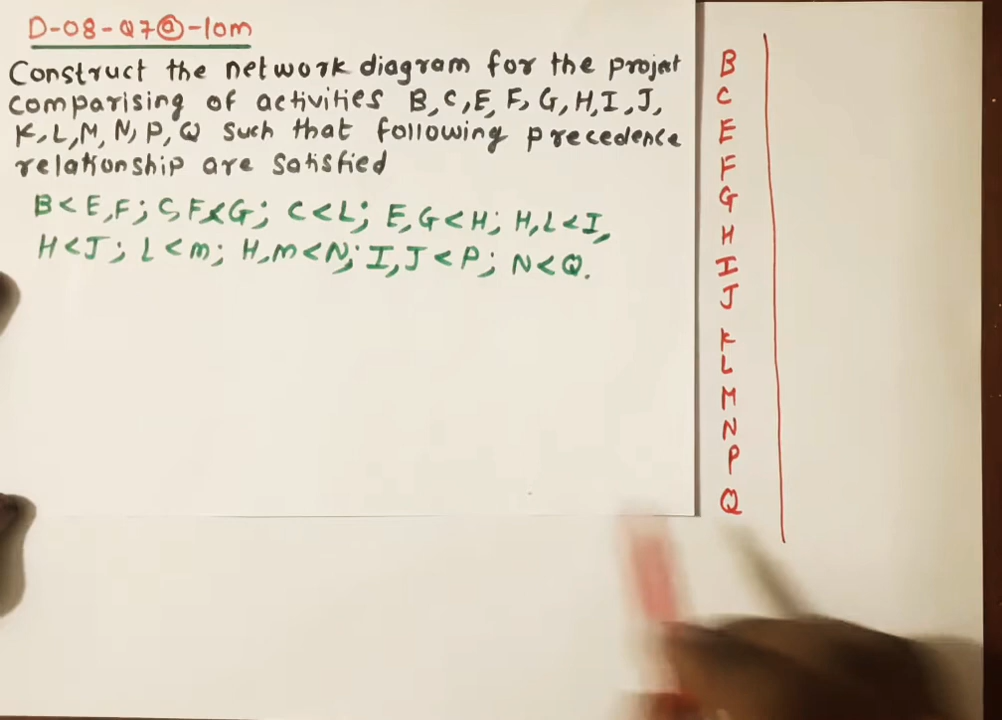 D-08-Q7ⓐ-10m
Construct the network diagram for the projet
comparising of activities B, C, E, F, G, H, I, J,
K, L, M, N, P, Q such that following precedence
relationship are satisfied
B < E, F; C, F < G; C < L; E, G < H; H, L < I,
H < J; L < m; H, m < N; I, J < P; N < Q.
B
C
E
F
G
H
I
J
K
L
M
N
P
Q